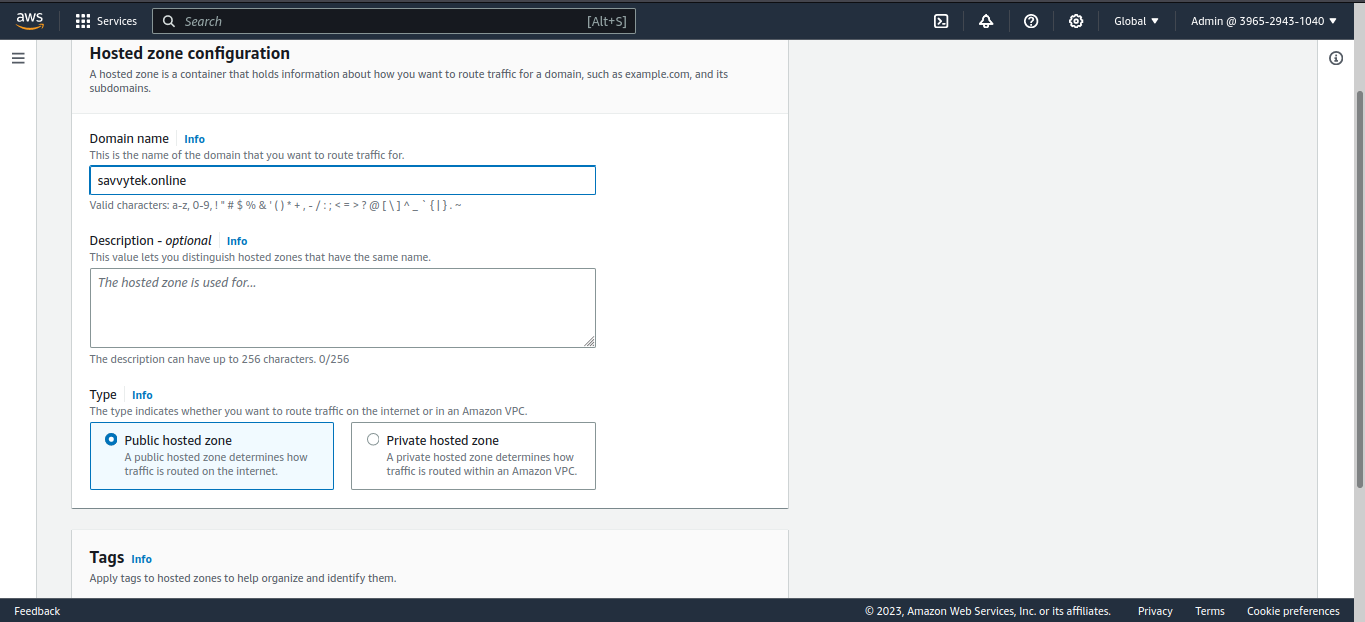 aws Services Search [Alt+S] Global Admin @ 3965-2943-1040
Hosted zone configuration
A hosted zone is a container that holds information about how you want to route traffic for a domain, such as example.com, and its
subdomains.
Domain name Info
This is the name of the domain that you want to route traffic for.
savvytek.online
Valid characters: a-z, 0-9, ! " # $ % & ' ( ) * + , - / : ; < = > ? @ [ \ ] ^ _ ` { | } . ~
Description - optional Info
This value lets you distinguish hosted zones that have the same name.
The hosted zone is used for...
The description can have up to 256 characters. 0/256
Type Info
The type indicates whether you want to route traffic on the internet or in an Amazon VPC.
Public hosted zone
A public hosted zone determines how
traffic is routed on the internet.
Private hosted zone
A private hosted zone determines how
traffic is routed within an Amazon VPC.
Tags Info
Apply tags to hosted zones to help organize and identify them.
Feedback © 2023, Amazon Web Services, Inc. or its affiliates. Privacy Terms Cookie preferences